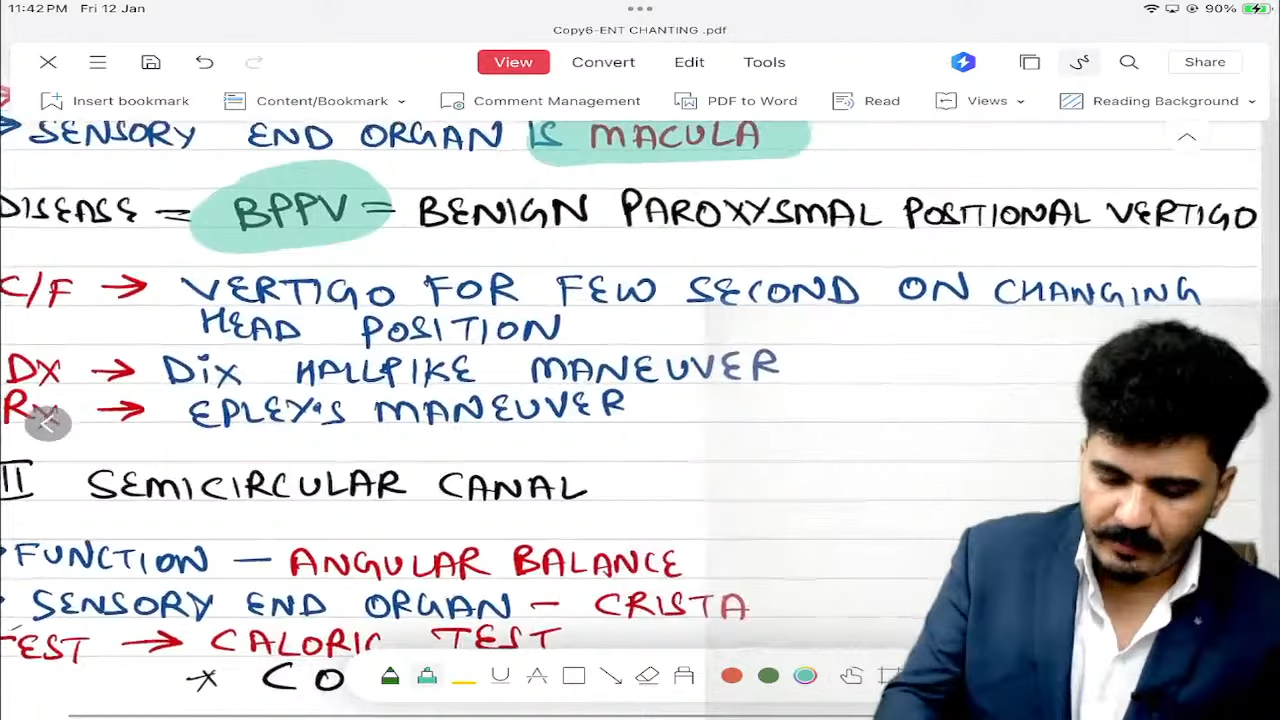 11:42PM Fri 12 Jan
90%
Copy6-ENT CHANTING .pdf
View Convert Edit Tools Share
Insert bookmark Content/Bookmark Comment Management PDF to Word Read Views Reading Background
SENSORY END ORGAN IS MACULA
DISEASE = BPPV = BENIGN PAROXYSMAL POSITIONAL VERTIGO
C/F → VERTIGO FOR FEW SECOND ON CHANGING
HEAD POSITION
DX → DIX HALLPIKE MANEUVER
Rx → EPLEY'S MANEUVER
II SEMICIRCULAR CANAL
FUNCTION — ANGULAR BALANCE
SENSORY END ORGAN - CRISTA
TEST → CALORIC TEST
* CO